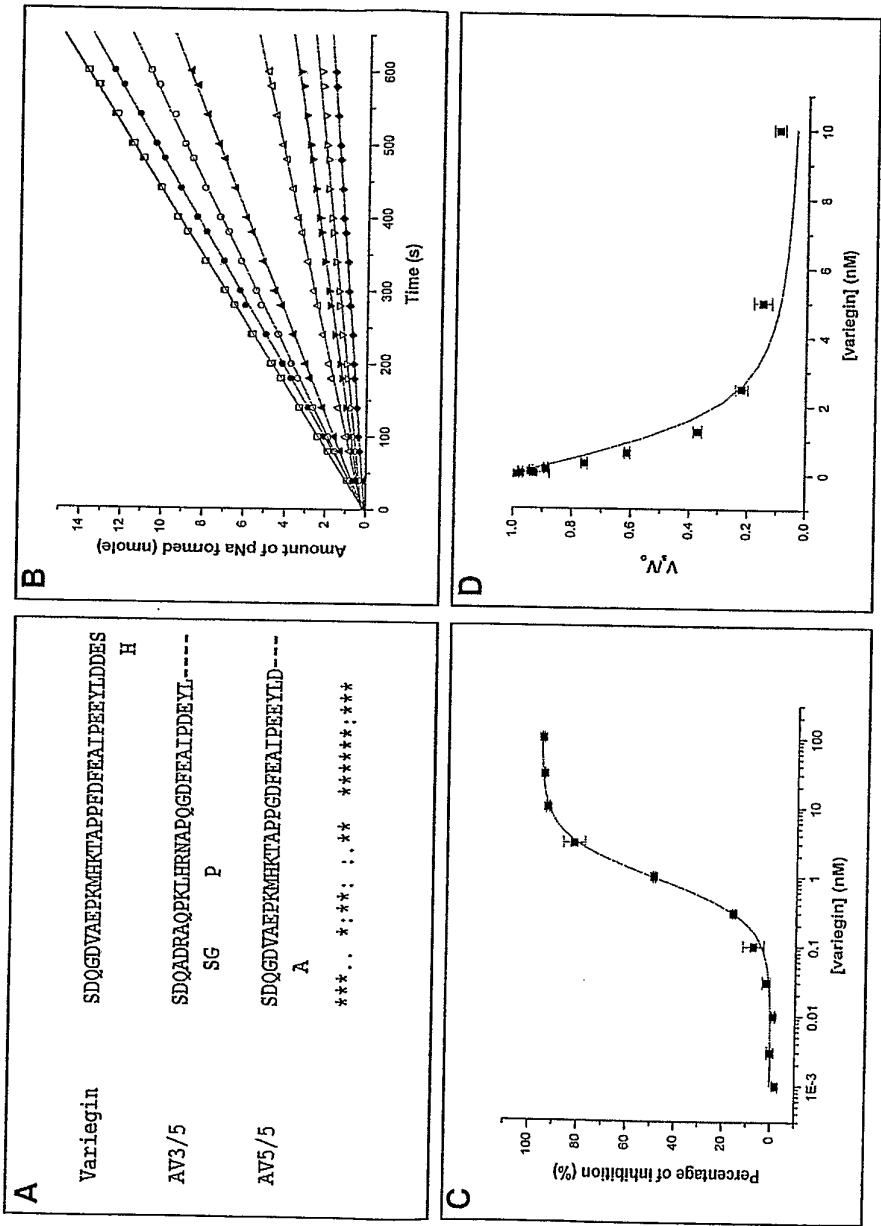 A
Variegin SDQGDVAEPKMHKTAPPFDFEAIPEEYLDDES
H
AV3/5 SDQADRAQPKLHRNAPQGDFEAIPDEYL----
SG P
AV5/5 SDQGDVAEPKMHKTAPPGDFEAIPEEYLD---
A
***.. *:**: :.** ******:***
B
Amount of pNa formed (nmole)
15
14
12
10
8
6
4
2
0
0 100 200 300 400 500 600
Time (s)
C
Percentage of inhibition (%)
100
80
60
40
20
0
1E-3 0.01 0.1 1 10 100
[variegin] (nM)
D
Vs/Vo
1.0
0.8
0.6
0.4
0.2
0.0
0 2 4 6 8 10
[variegin] (nM)